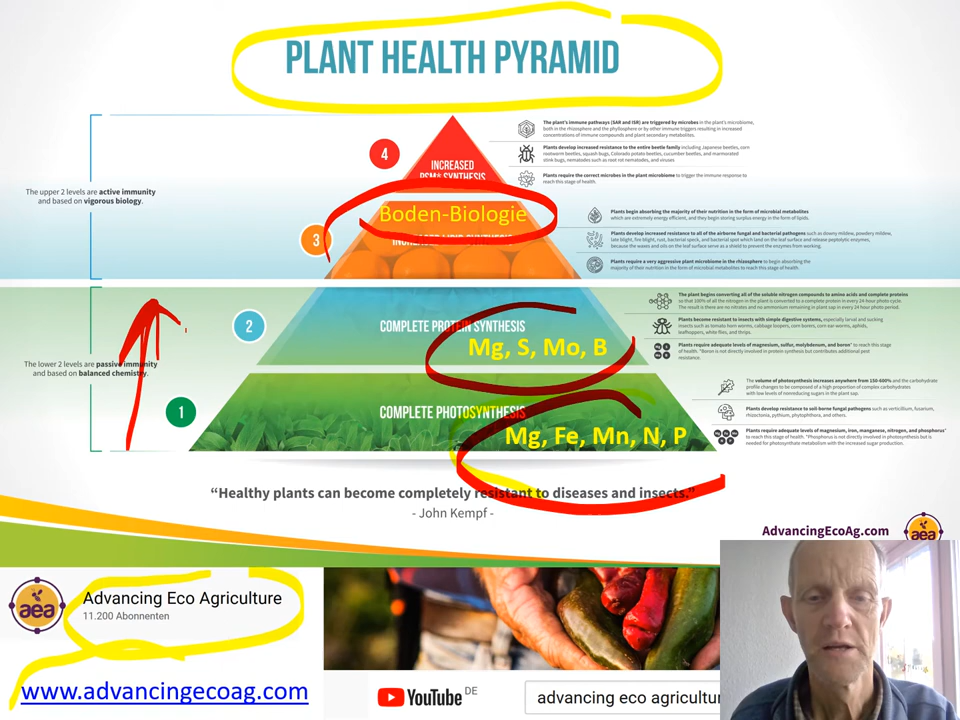 PLANT HEALTH PYRAMID
The upper 2 levels are active immunity
and based on vigorous biology.
4
INCREASED
SYNTHESIS
The plant's immune pathways (SAR and ISR) are triggered by microbes in the plant's microbiome,
both in the rhizosphere and the phyllosphere or by other immune triggers resulting in increased
concentrations of immune compounds and plant secondary metabolites.
Plants develop increased resistance to the entire beetle family including Japanese beetles, corn
rootworm beetles, squash bugs, Colorado potato beetles, cucumber beetles, and marmorated
stink bugs, nematodes such as root rot nematodes, and viruses
Plants require the correct microbes in the plant microbiome to trigger the immune response to
reach this stage of health.
Boden-Biologie
3
INCREASED LIPID SYNTHESIS
Plants begin absorbing the majority of their nutrition in the form of microbial metabolites
which are extremely energy efficient, and they begin storing surplus energy in the form of lipids.
Plants develop increased resistance to all of the airborne fungal and bacterial pathogens such as downy mildew, powdery mildew,
late blight, fire blight, rust, bacterial speck, and bacterial spot which land on the leaf surface and release peptolytic enzymes,
because the waxes and oils on the leaf surface serve as a shield to prevent the enzymes from working.
Plants require a very aggressive plant microbiome in the rhizosphere to begin absorbing the
majority of their nutrition in the form of microbial metabolites to reach this stage of health.
The lower 2 levels are passive immunity
and based on balanced chemistry.
2
COMPLETE PROTEIN SYNTHESIS
Mg, S, Mo, B
The plant begins converting all of the soluble nitrogen compounds to amino acids and complete proteins
so that 100% of all the nitrogen in the plant is converted to a complete protein in every 24 hour photo cycle.
The result is there are no nitrates and no ammonium remaining in plant sap in every 24 hour photo period.
Plants become resistant to insects with simple digestive systems, especially larval and sucking
insects such as tomato horn worms, cabbage loopers, corn borers, corn ear worms, aphids,
leafhoppers, white flies, and thrips.
Plants require adequate levels of magnesium, sulfur, molybdenum, and boron* to reach this stage
of health. *Boron is not directly involved in protein synthesis but contributes additional pest
resistance.
1
COMPLETE PHOTOSYNTHESIS
Mg, Fe, Mn, N, P
The volume of photosynthesis increases anywhere from 150-600% and the carbohydrate
profile changes to be composed of a high proportion of complex carbohydrates
with low levels of nonreducing sugars in the plant sap.
Plants develop resistance to soil-borne fungal pathogens such as verticillium, fusarium,
rhizoctonia, pythium, phytophthora, and others.
Plants require adequate levels of magnesium, iron, manganese, nitrogen, and phosphorus*
to reach this stage of health. *Phosphorus is not directly involved in photosynthesis but is
needed for photosynthate metabolism with the increased sugar production.
“Healthy plants can become completely resistant to diseases and insects.”
- John Kempf -
AdvancingEcoAg.com
aea
aea
Advancing Eco Agriculture
11.200 Abonnenten
www.advancingecoag.com
YouTube DE
advancing eco agricultur